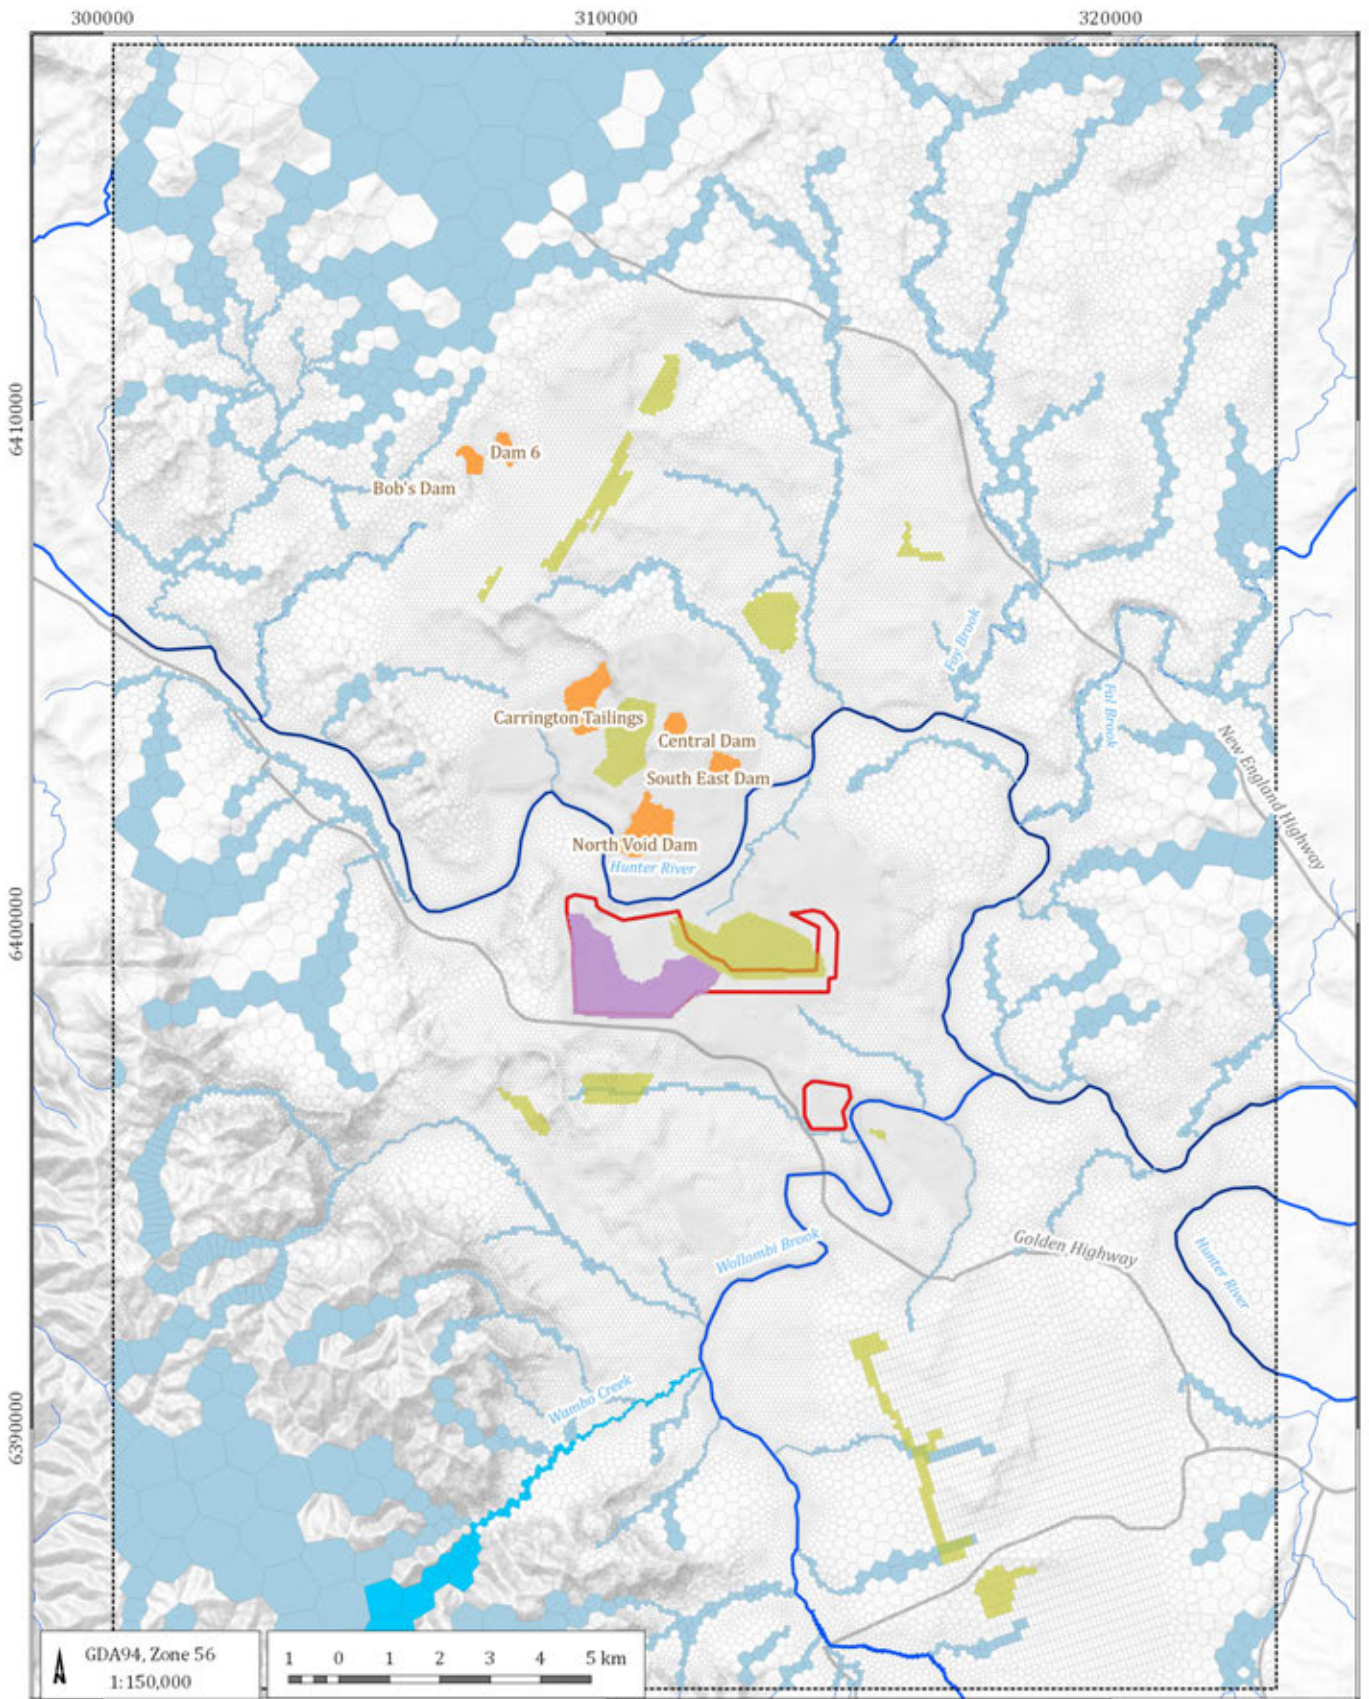 300000
310000
320000
6410000
Dam 6
Bob's Dam
Foy Brook
Carrington Tailings
Fal Brook
Central Dam
New England Highway
South East Dam
North Void Dam
Hunter River
6400000
Wollombi Brook
Golden Highway
Hunter River
Wambo Creek
6390000
GDA94, Zone 56
1:150,000
1 0 1 2 3 4 5 km